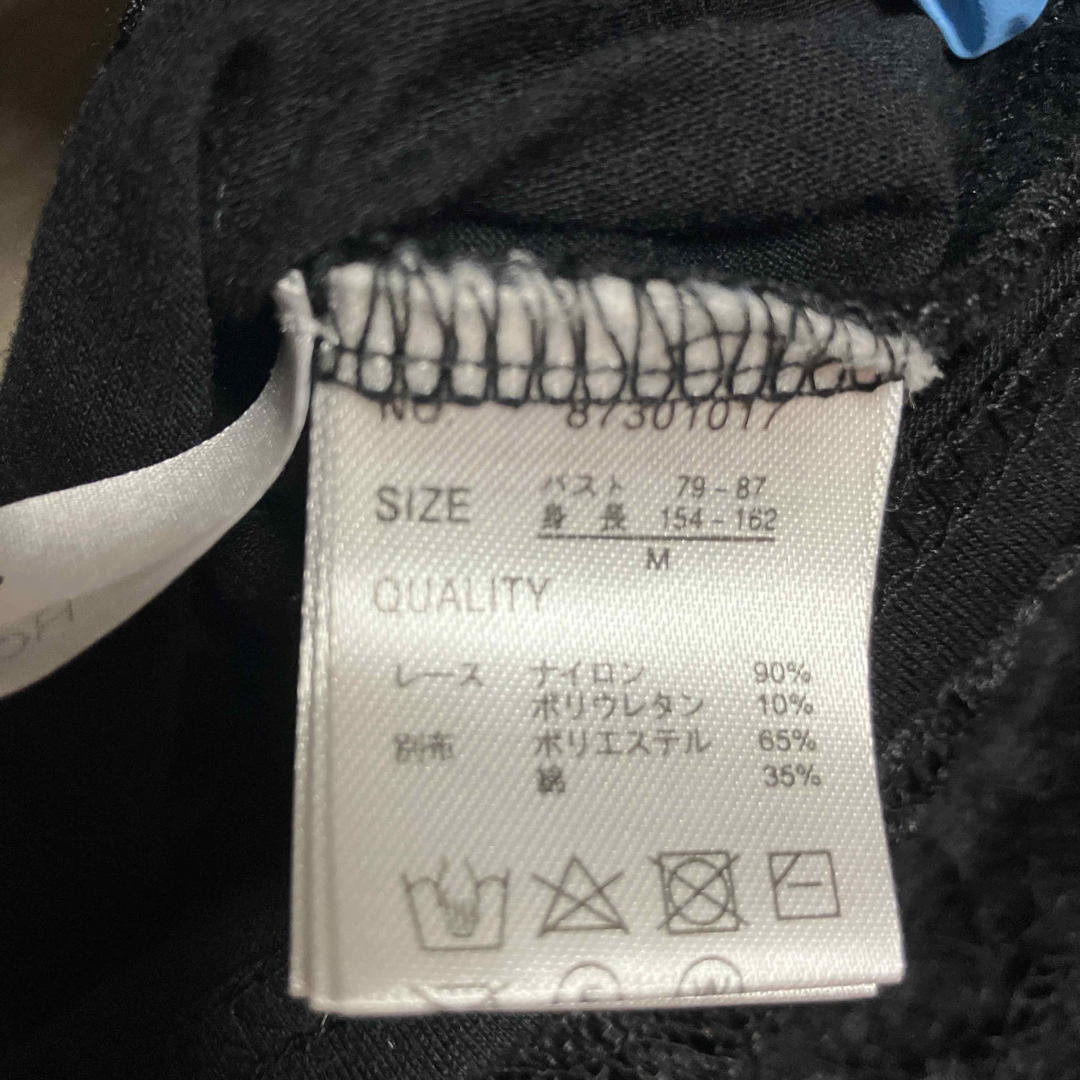 NO. 87301017
SIZE バスト 79-87
身長 154-162
M
QUALITY
レース ナイロン 90%
ポリウレタン 10%
別布 ポリエステル 65%
綿 35%
W